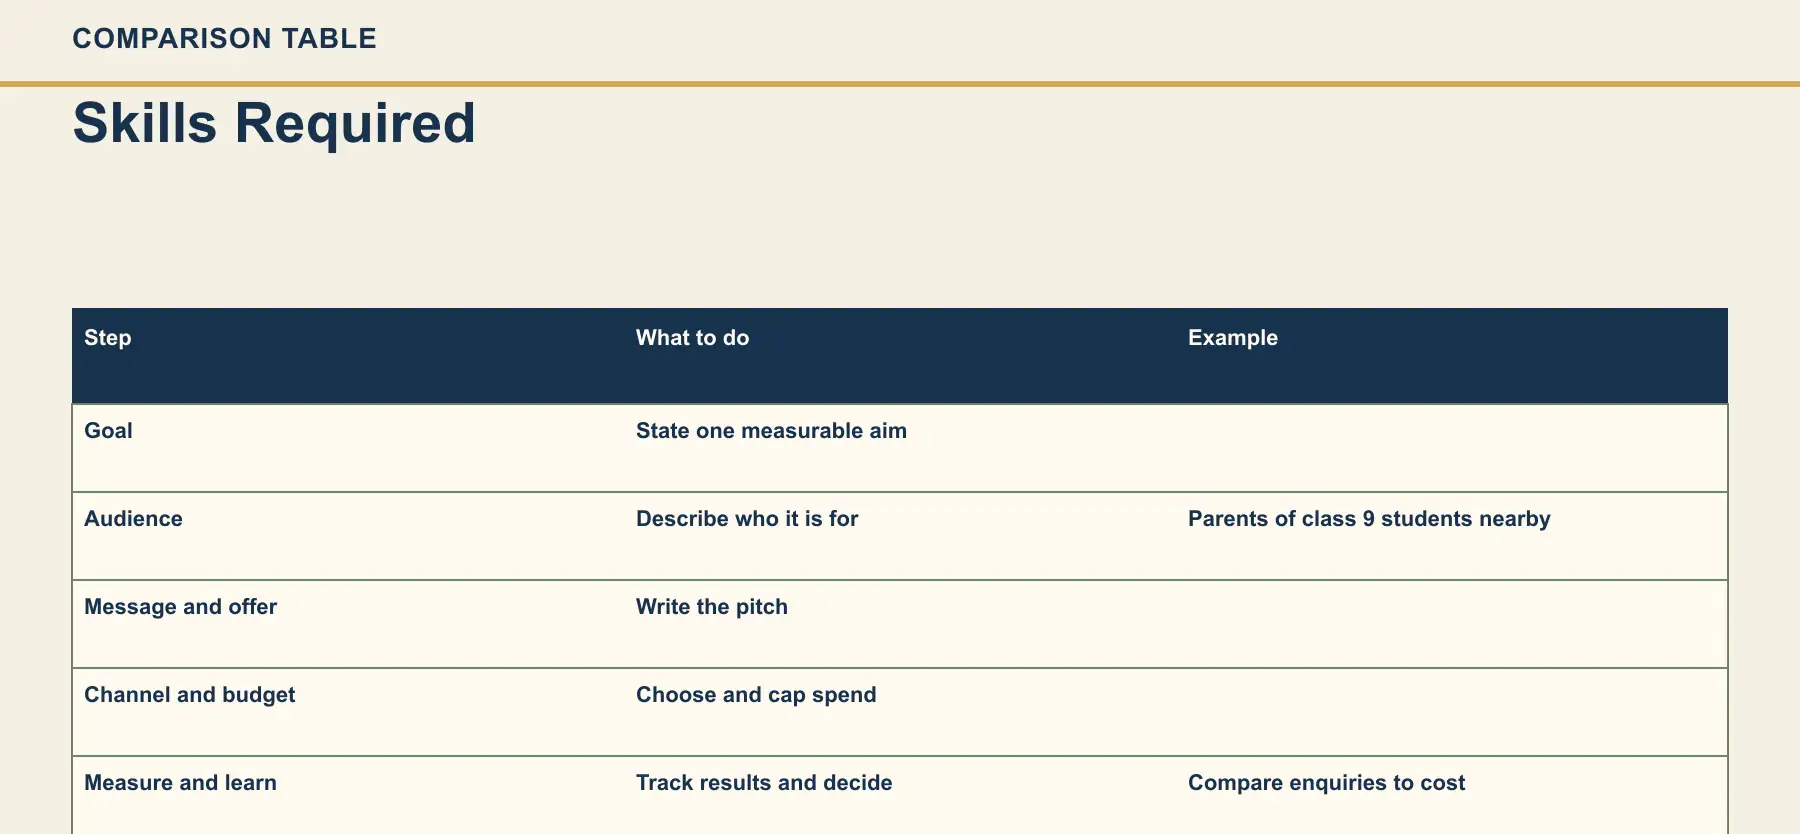 COMPARISON TABLE
Skills Required
Step What to do Example
Goal State one measurable aim
Audience Describe who it is for Parents of class 9 students nearby
Message and offer Write the pitch
Channel and budget Choose and cap spend
Measure and learn Track results and decide Compare enquiries to cost